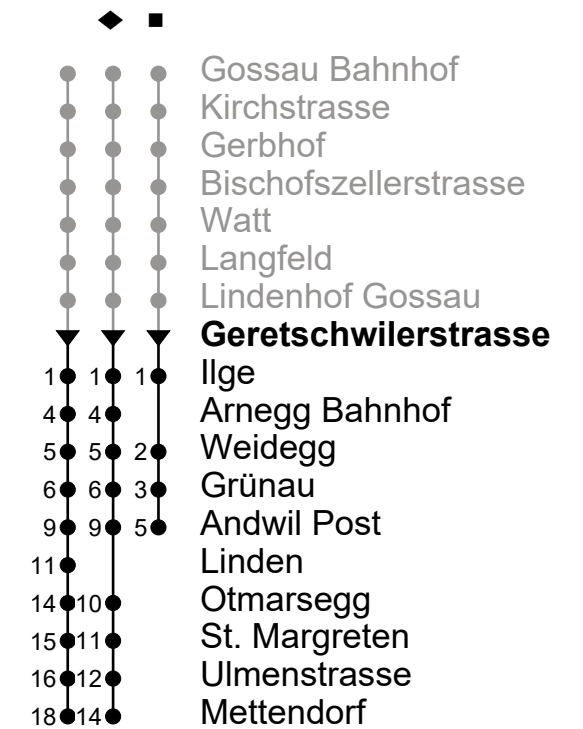 Gossau Bahnhof
Kirchstrasse
Gerbhof
Bischofszellerstrasse
Watt
Langfeld
Lindenhof Gossau
Geretschwilerstrasse
1 1 1 Ilge
4 4 Arnegg Bahnhof
5 5 2 Weidegg
6 6 3 Grünau
9 9 5 Andwil Post
11 Linden
14 10 Otmarsegg
15 11 St. Margreten
16 12 Ulmenstrasse
18 14 Mettendorf